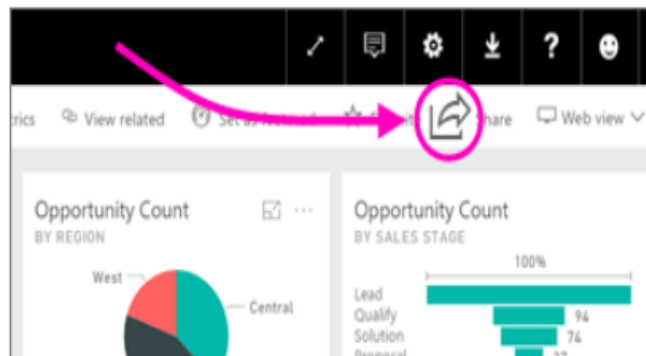 ?
View related
Share
Web view
Opportunity Count
BY REGION
West
Central
Opportunity Count
BY SALES STAGE
100%
Lead
Qualify
94
Solution
74